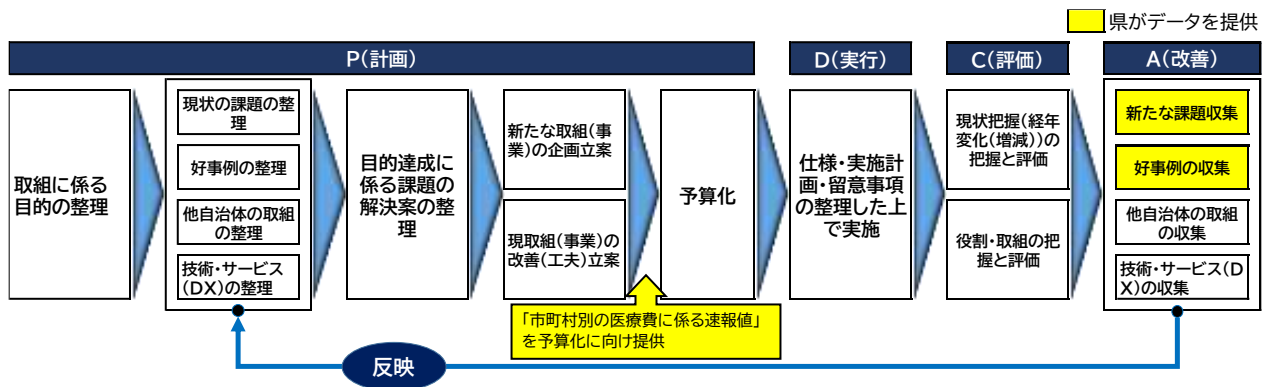 県がデータを提供
P(計画)
D(実行)
C(評価)
A(改善)
取組に係る
目的の整理
現状の課題の整
理
好事例の整理
他自治体の取組
の整理
技術・サービス
(DX)の整理
目的達成に
係る課題の
解決案の整
理
新たな取組(事
業)の企画立案
現取組(事業)の
改善(工夫)立案
予算化
仕様・実施計
画・留意事項
の整理した上
で実施
現状把握(経年
変化(増減))の
把握と評価
役割・取組の把
握と評価
新たな課題収集
好事例の収集
他自治体の取組
の収集
技術・サービス(D
X)の収集
「市町村別の医療費に係る速報値」
を予算化に向け提供
反映